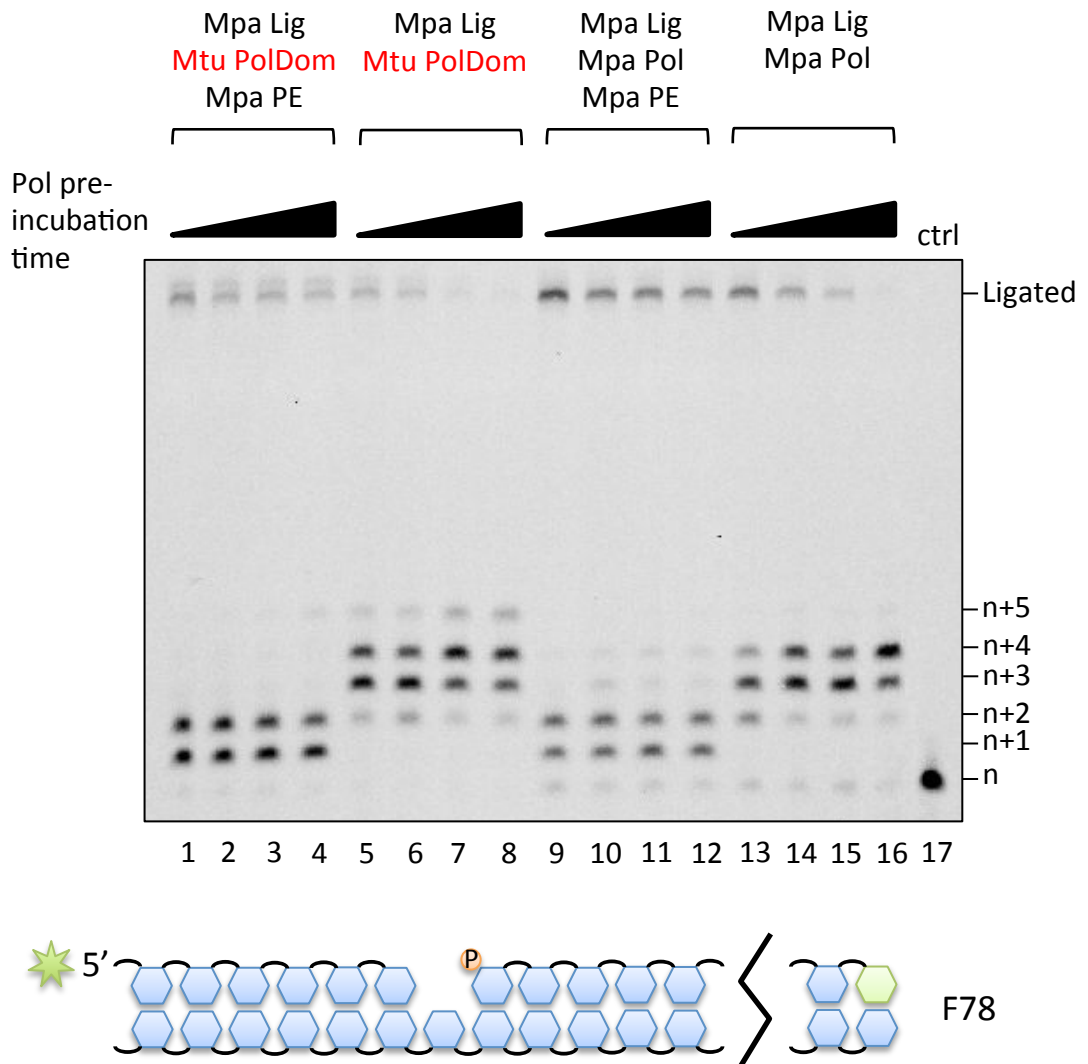 Mpa Lig
Mtu PolDom
Mpa PE
Mpa Lig
Mtu PolDom
Mpa Lig
Mpa Pol
Mpa PE
Mpa Lig
Mpa Pol
Pol pre-
incubation
time
ctrl
Ligated
n+5
n+4
n+3
n+2
n+1
n
1 2 3 4 5 6 7 8 9 10 11 12 13 14 15 16 17
5’
P
F78